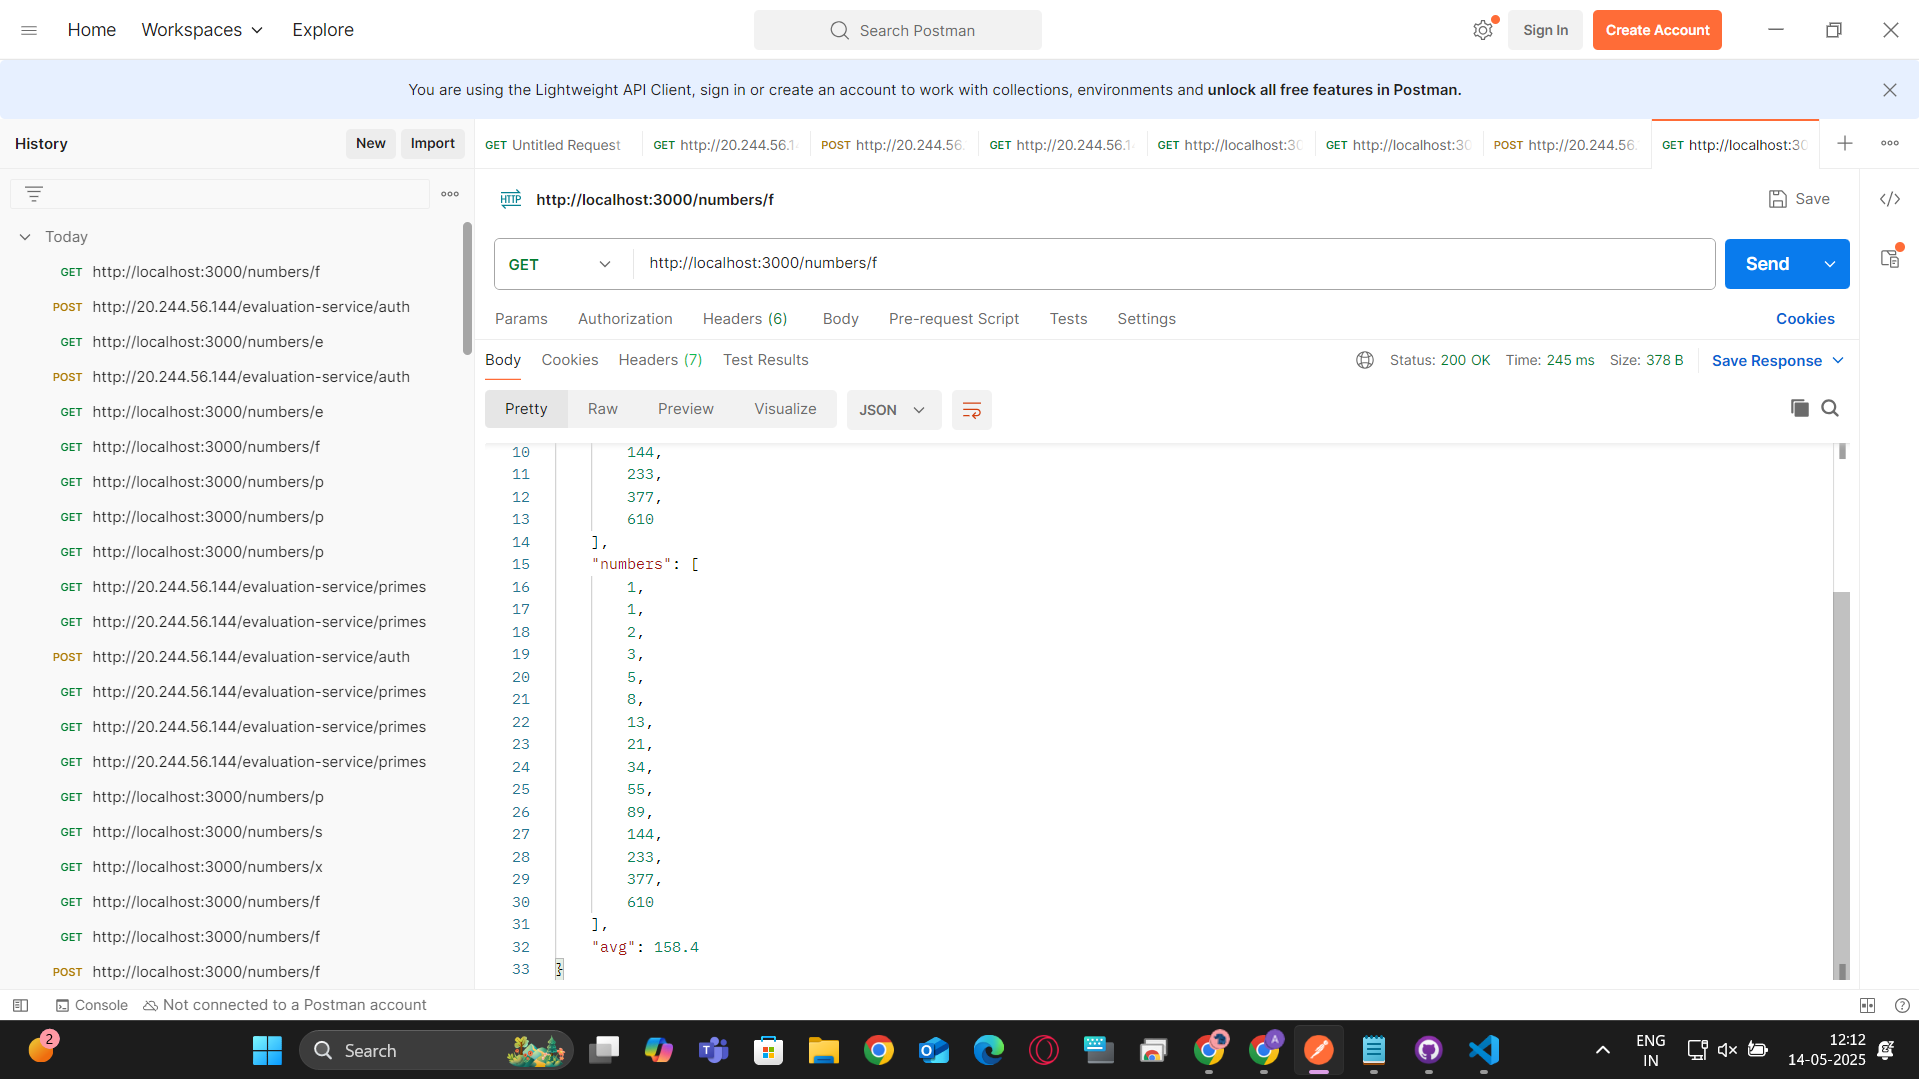 Home
Workspaces
Explore
Search Postman
Sign In
Create Account
You are using the Lightweight API Client, sign in or create an account to work with collections, environments and unlock all free features in Postman.
History
New
Import
GET Untitled Request
GET http://20.244.56.1
POST http://20.244.56.
GET http://20.244.56.1
GET http://localhost:30
GET http://localhost:30
POST http://20.244.56.
GET http://localhost:30
HTTP http://localhost:3000/numbers/f
Save
Today
GET http://localhost:3000/numbers/f
POST http://20.244.56.144/evaluation-service/auth
GET http://localhost:3000/numbers/e
POST http://20.244.56.144/evaluation-service/auth
GET http://localhost:3000/numbers/e
GET http://localhost:3000/numbers/f
GET http://localhost:3000/numbers/p
GET http://localhost:3000/numbers/p
GET http://localhost:3000/numbers/p
GET http://20.244.56.144/evaluation-service/primes
GET http://20.244.56.144/evaluation-service/primes
POST http://20.244.56.144/evaluation-service/auth
GET http://20.244.56.144/evaluation-service/primes
GET http://20.244.56.144/evaluation-service/primes
GET http://20.244.56.144/evaluation-service/primes
GET http://localhost:3000/numbers/p
GET http://localhost:3000/numbers/s
GET http://localhost:3000/numbers/x
GET http://localhost:3000/numbers/f
GET http://localhost:3000/numbers/f
POST http://localhost:3000/numbers/f
GET
http://localhost:3000/numbers/f
Send
Params
Authorization
Headers (6)
Body
Pre-request Script
Tests
Settings
Cookies
Body
Cookies
Headers (7)
Test Results
Status: 200 OK
Time: 245 ms
Size: 378 B
Save Response
Pretty
Raw
Preview
Visualize
JSON
10 144,
11 233,
12 377,
13 610
14 ],
15 "numbers": [
16 1,
17 1,
18 2,
19 3,
20 5,
21 8,
22 13,
23 21,
24 34,
25 55,
26 89,
27 144,
28 233,
29 377,
30 610
31 ],
32 "avg": 158.4
33 }
Console
Not connected to a Postman account
2
Search
A
ENG
IN
12:12
14-05-2025